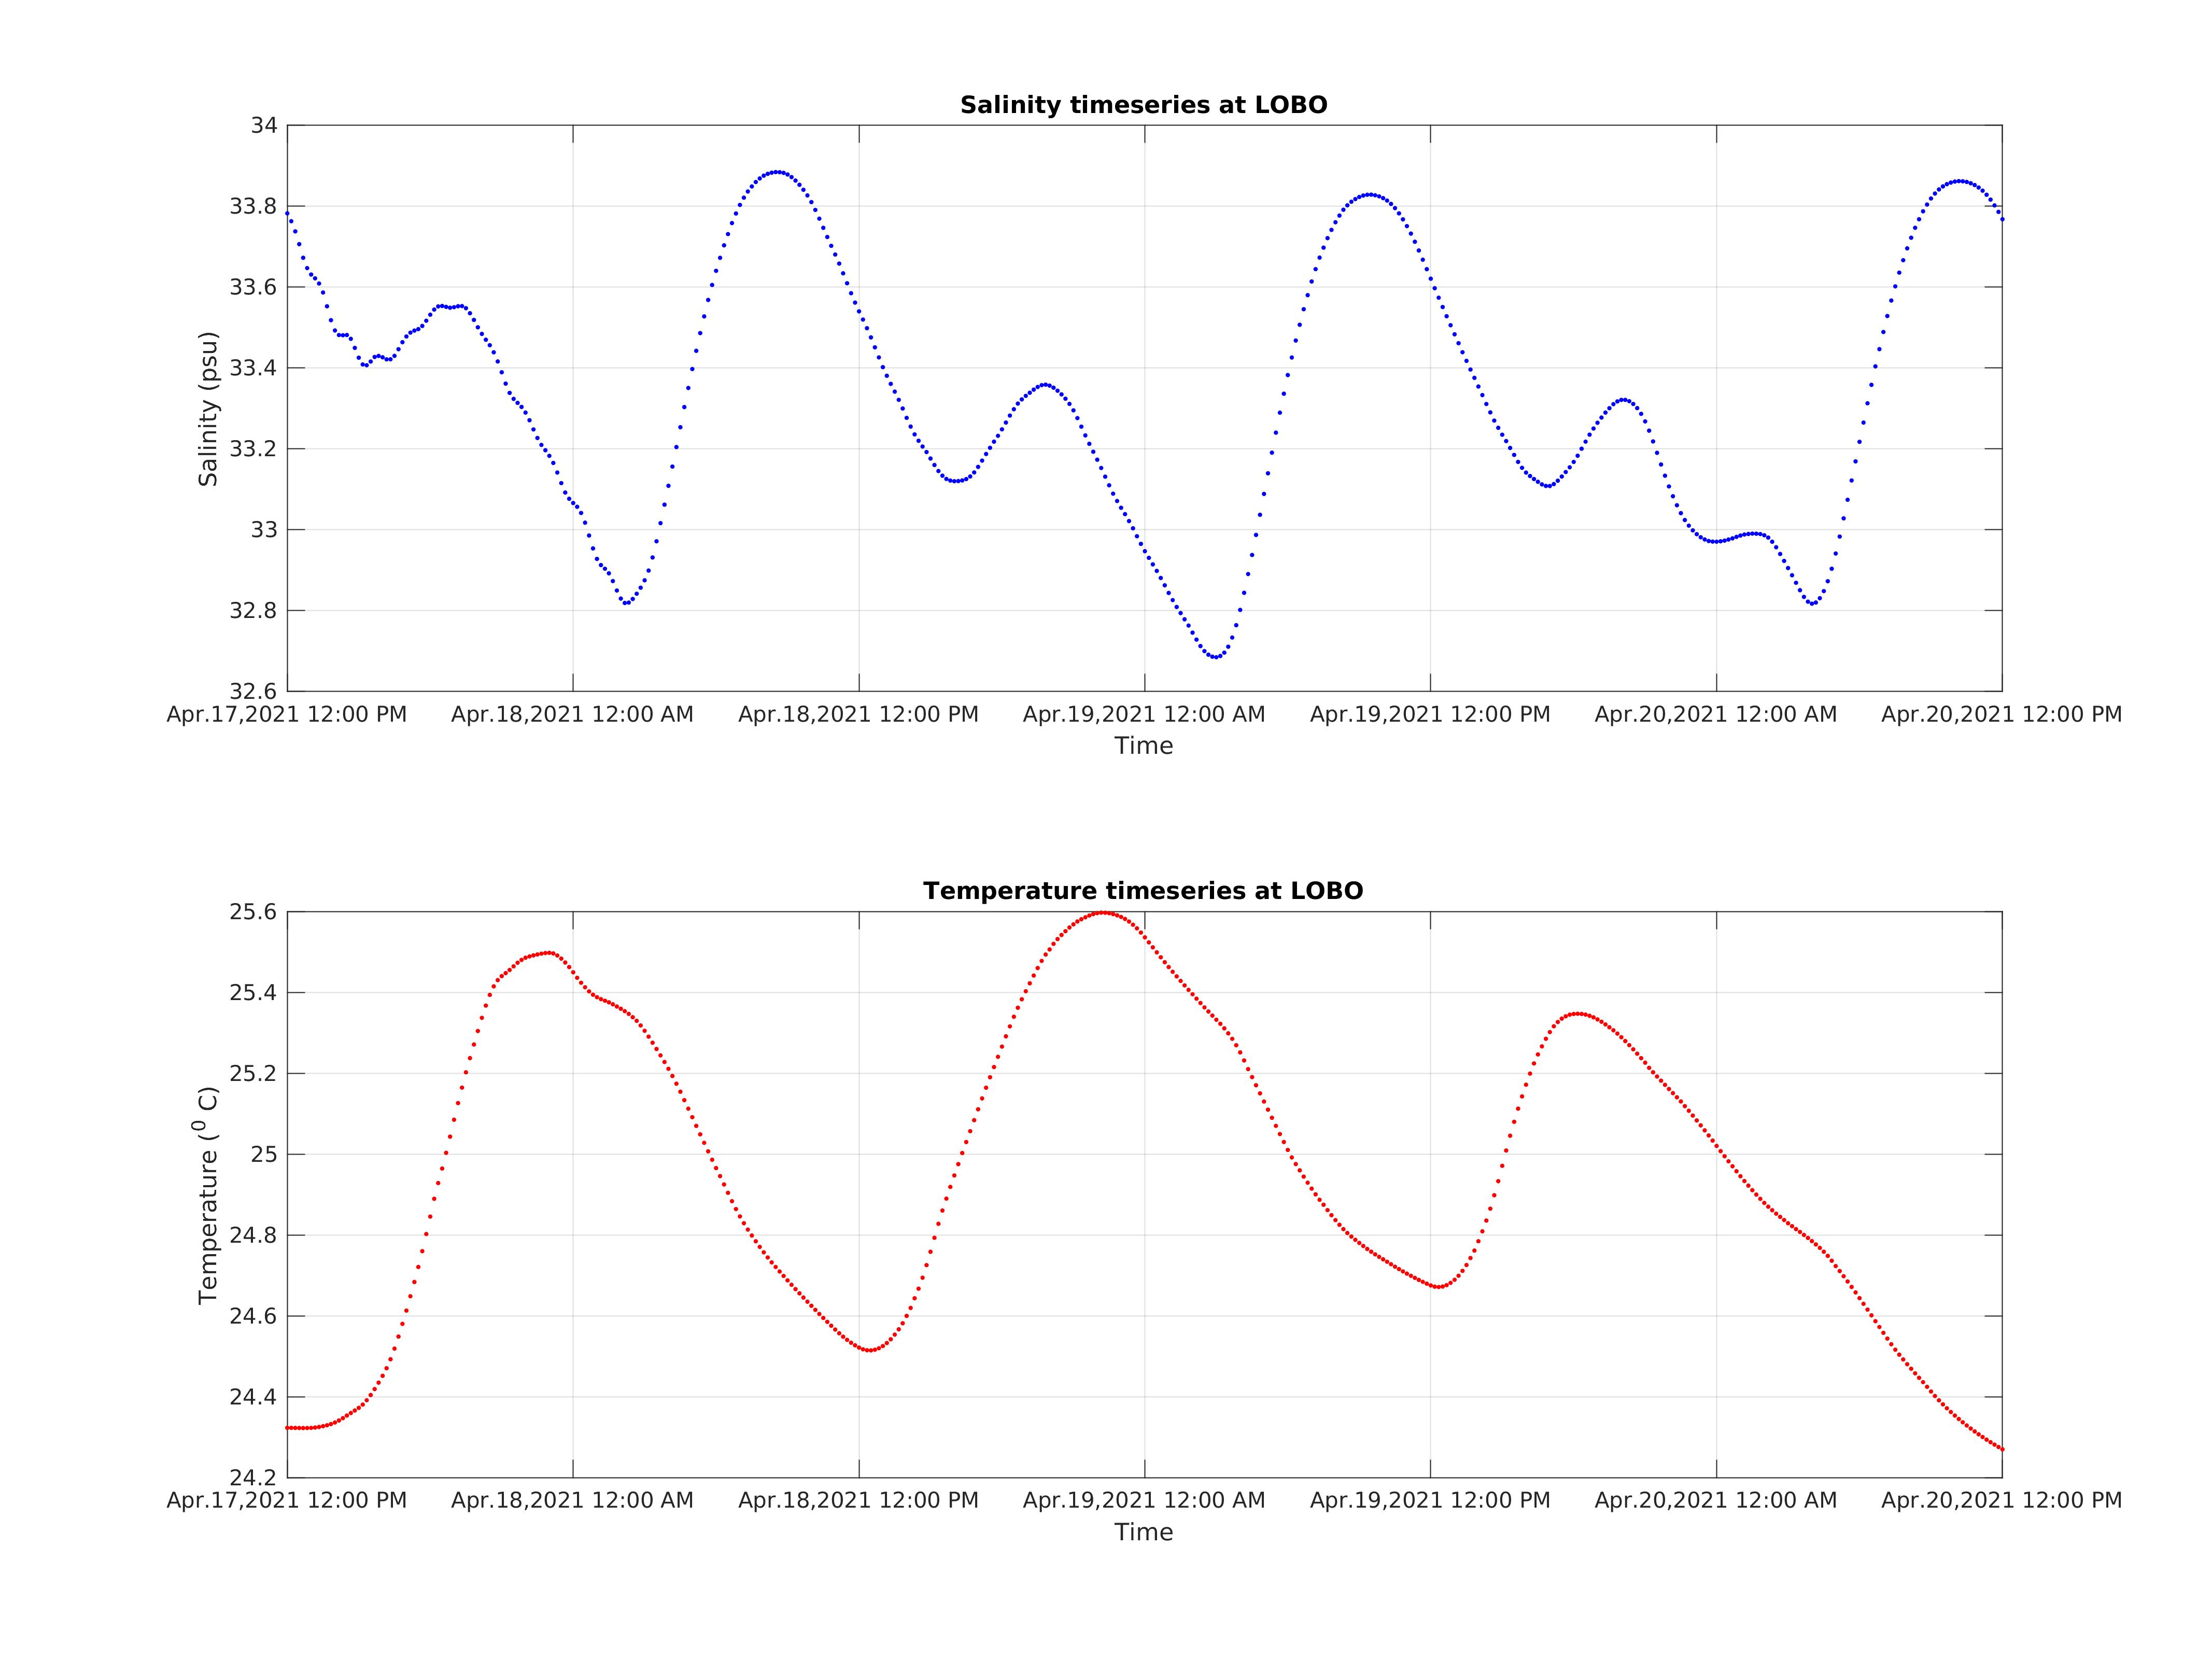 Salinity timeseries at LOBO
34
33.8
33.6
33.4
33.2
33
32.8
32.6
Salinity (psu)
Apr.17,2021 12:00 PM Apr.18,2021 12:00 AM Apr.18,2021 12:00 PM Apr.19,2021 12:00 AM Apr.19,2021 12:00 PM Apr.20,2021 12:00 AM Apr.20,2021 12:00 PM
Time
Temperature timeseries at LOBO
25.6
25.4
25.2
25
24.8
24.6
24.4
24.2
Temperature (⁰ C)
Apr.17,2021 12:00 PM Apr.18,2021 12:00 AM Apr.18,2021 12:00 PM Apr.19,2021 12:00 AM Apr.19,2021 12:00 PM Apr.20,2021 12:00 AM Apr.20,2021 12:00 PM
Time